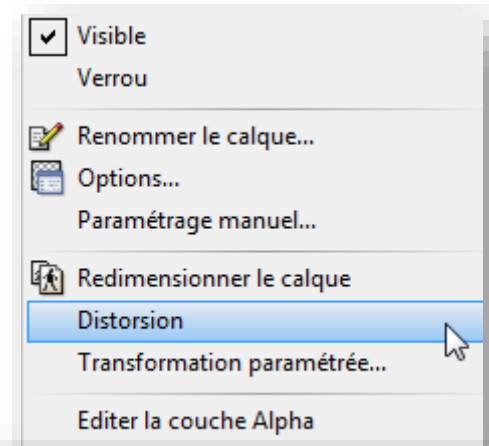 Visible
Verrou
Renommer le calque...
Options...
Paramétrage manuel...
Redimensionner le calque
Distorsion
Transformation paramétrée...
Editer la couche Alpha